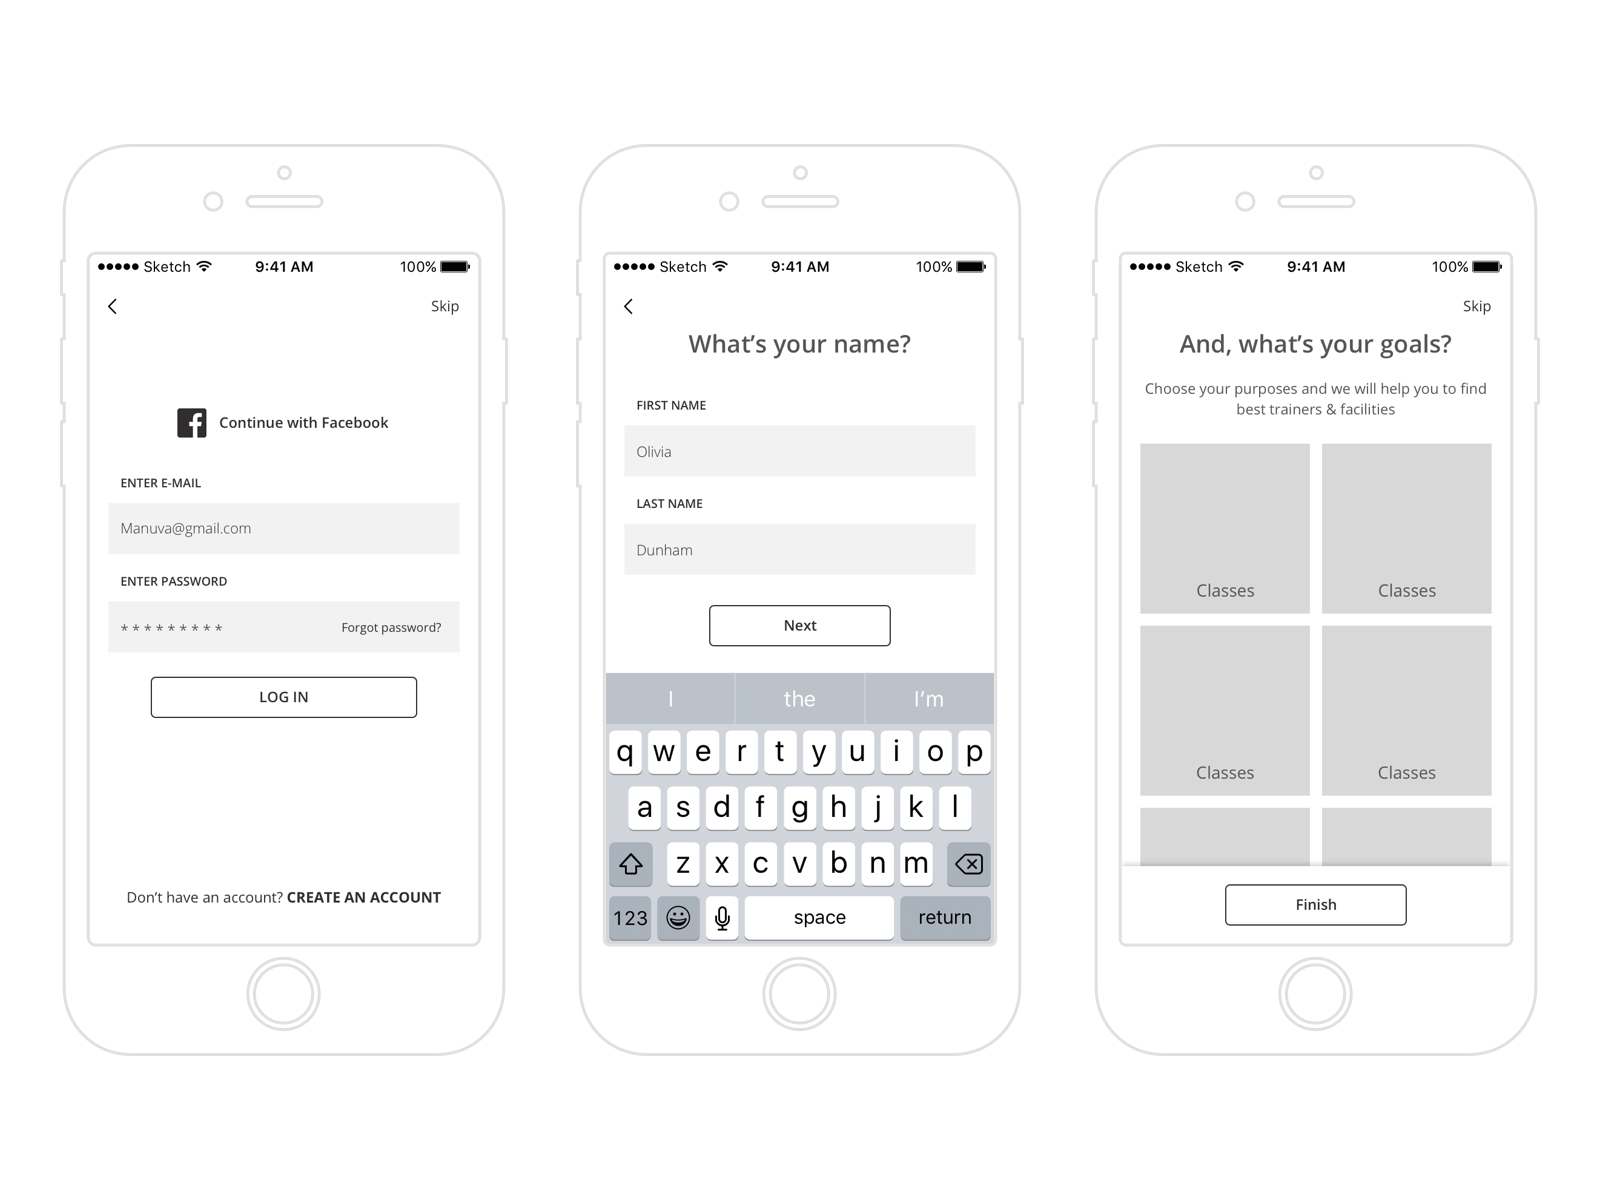 Sketch 9:41 AM 100%
Skip
Continue with Facebook
ENTER E-MAIL
Manuva@gmail.com
ENTER PASSWORD
* * * * * * * * * Forgot password?
LOG IN
Don't have an account? CREATE AN ACCOUNT
Sketch 9:41 AM 100%
What's your name?
FIRST NAME
Olivia
LAST NAME
Dunham
Next
I the I'm
q w e r t y u i o p
a s d f g h j k l
z x c v b n m
123 space return
Sketch 9:41 AM 100%
Skip
And, what's your goals?
Choose your purposes and we will help you to find
best trainers & facilities
Classes Classes
Classes Classes
Finish